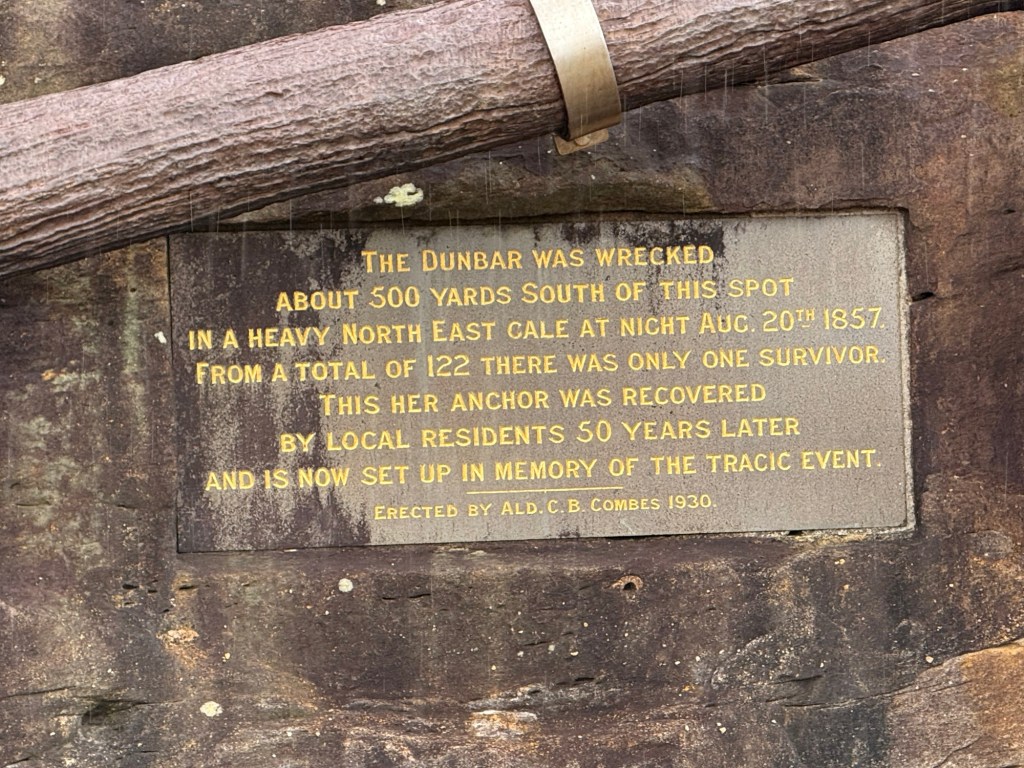 THE DUNBAR WAS WRECKED
ABOUT 500 YARDS SOUTH OF THIS SPOT
IN A HEAVY NORTH EAST GALE AT NIGHT AUG. 20TH 1857.
FROM A TOTAL OF 122 THERE WAS ONLY ONE SURVIVOR.
THIS HER ANCHOR WAS RECOVERED
BY LOCAL RESIDENTS 50 YEARS LATER
AND IS NOW SET UP IN MEMORY OF THE TRAGIC EVENT.
ERECTED BY ALD. C. B. COMBES 1930.